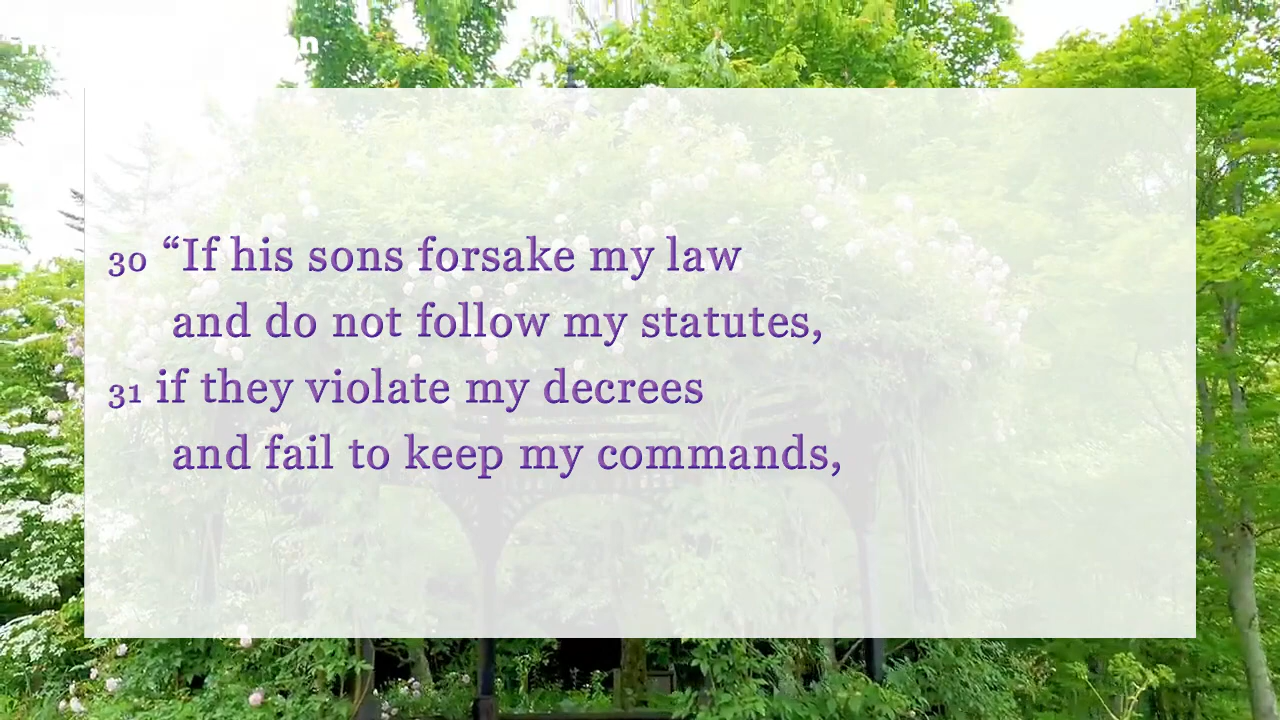 30 “If his sons forsake my law
and do not follow my statutes,
31 if they violate my decrees
and fail to keep my commands,